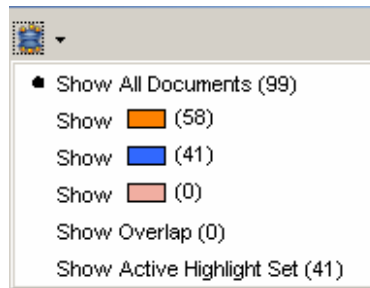 Show All Documents (99)
Show (58)
Show (41)
Show (0)
Show Overlap (0)
Show Active Highlight Set (41)